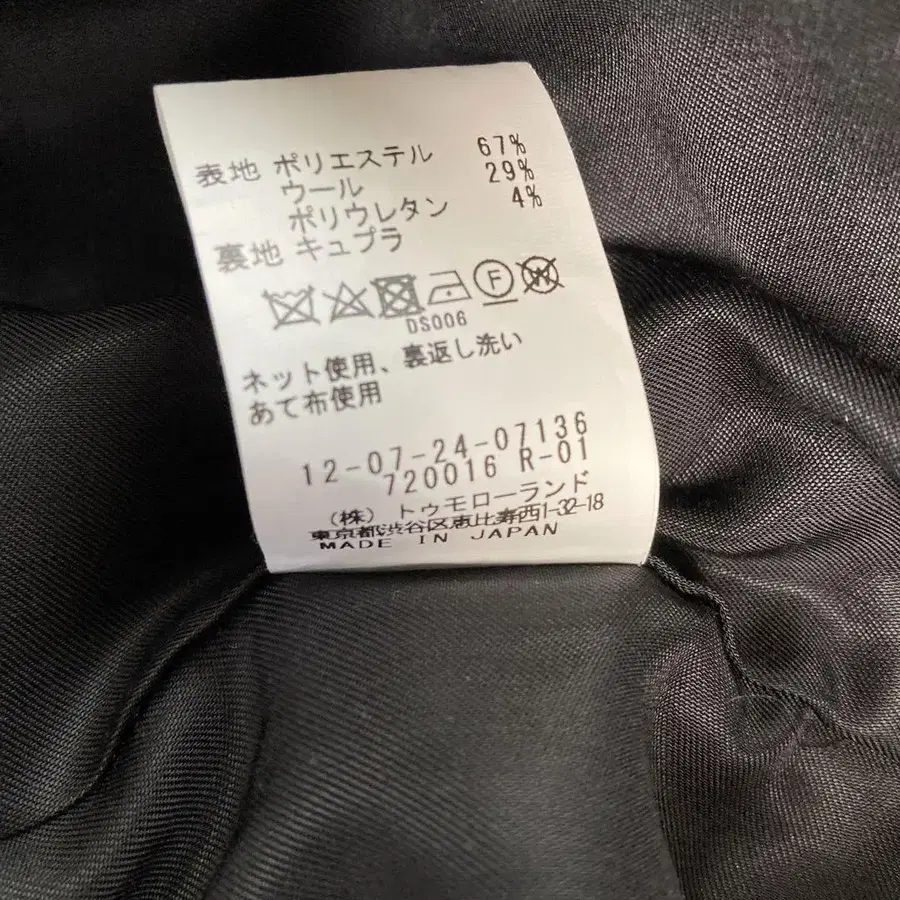 表地 ポリエステル 67%
ウール 29%
ポリウレタン 4%
裏地 キュプラ
F W
DS006
ネット使用、裏返し洗い
あて布使用
12-07-24-07136
720016 R-01
(株) トゥモローランド
東京都渋谷区恵比寿西1-32-18
MADE IN JAPAN